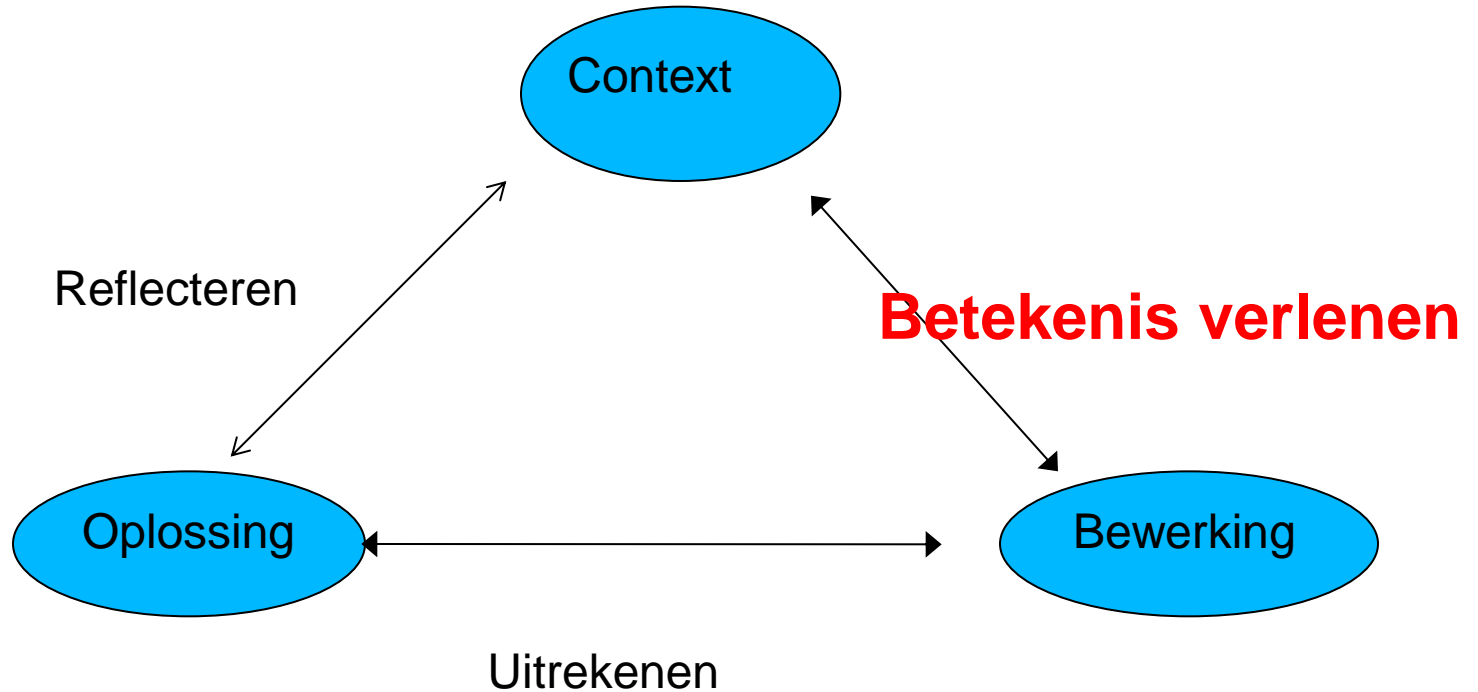 Context
Reflecteren
Betekenis verlenen
Oplossing
Bewerking
Uitrekenen